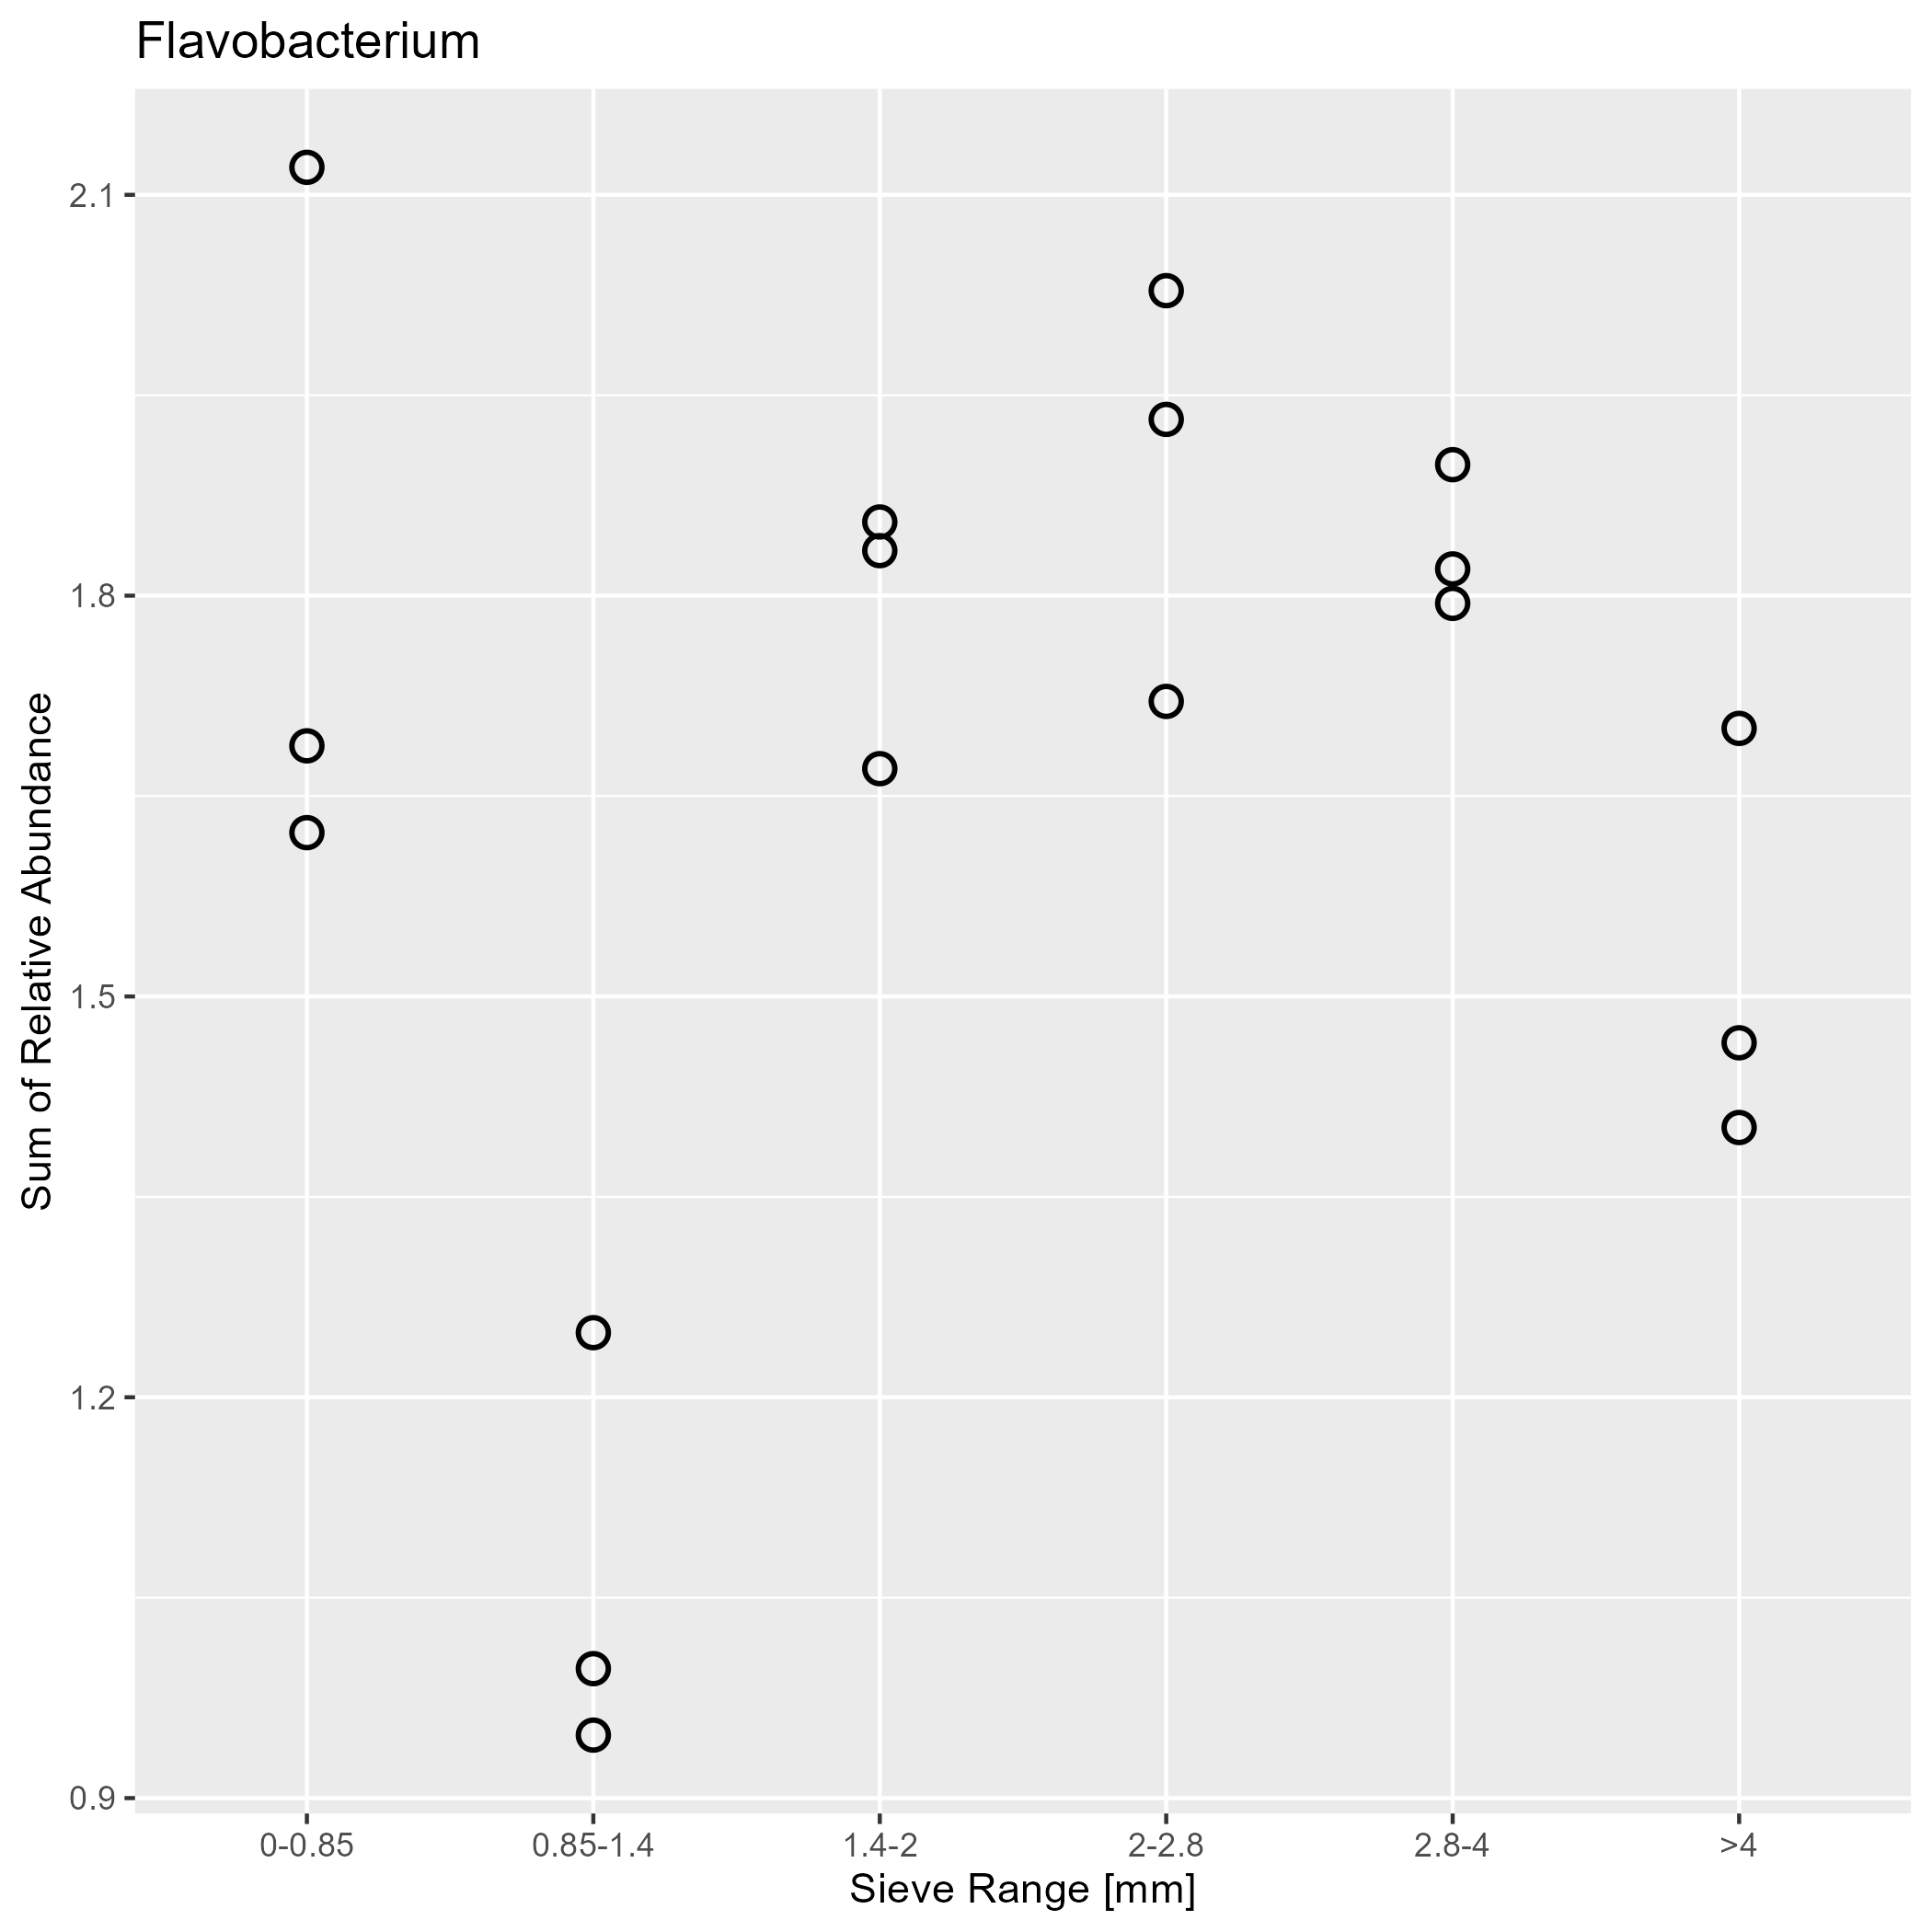 Flavobacterium
Sum of Relative Abundance
2.1
1.8
1.5
1.2
0.9
0-0.85 0.85-1.4 1.4-2 2-2.8 2.8-4 >4
Sieve Range [mm]